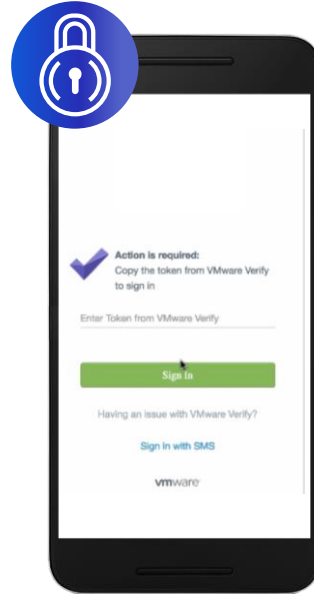 Action is required:
Copy the token from VMware Verify
to sign in
Enter Token from VMware Verify
Sign In
Having an issue with VMware Verify?
Sign in with SMS
vmware